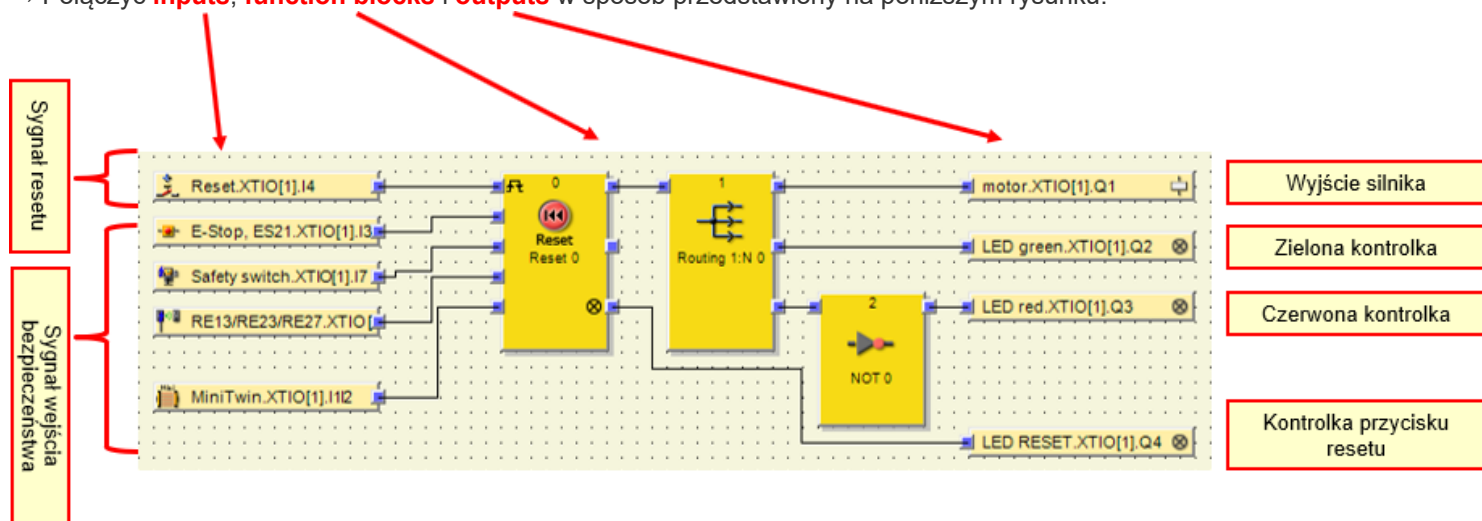 Połączyć inputs, function blocks i outputs w sposób przedstawiony na poniższym rysunku.
Sygnał resetu
Sygnał wejścia
bezpieczeństwa
Reset.XTIO[1].I4
E-Stop, ES21.XTIO[1].I3
Safety switch.XTIO[1].I7
RE13/RE23/RE27.XTIO[
MiniTwin.XTIO[1].I1I2
0
Reset
Reset 0
1
Routing 1:N 0
2
NOT 0
motor.XTIO[1].Q1
LED green.XTIO[1].Q2
LED red.XTIO[1].Q3
LED RESET.XTIO[1].Q4
Wyjście silnika
Zielona kontrolka
Czerwona kontrolka
Kontrolka przycisku
resetu